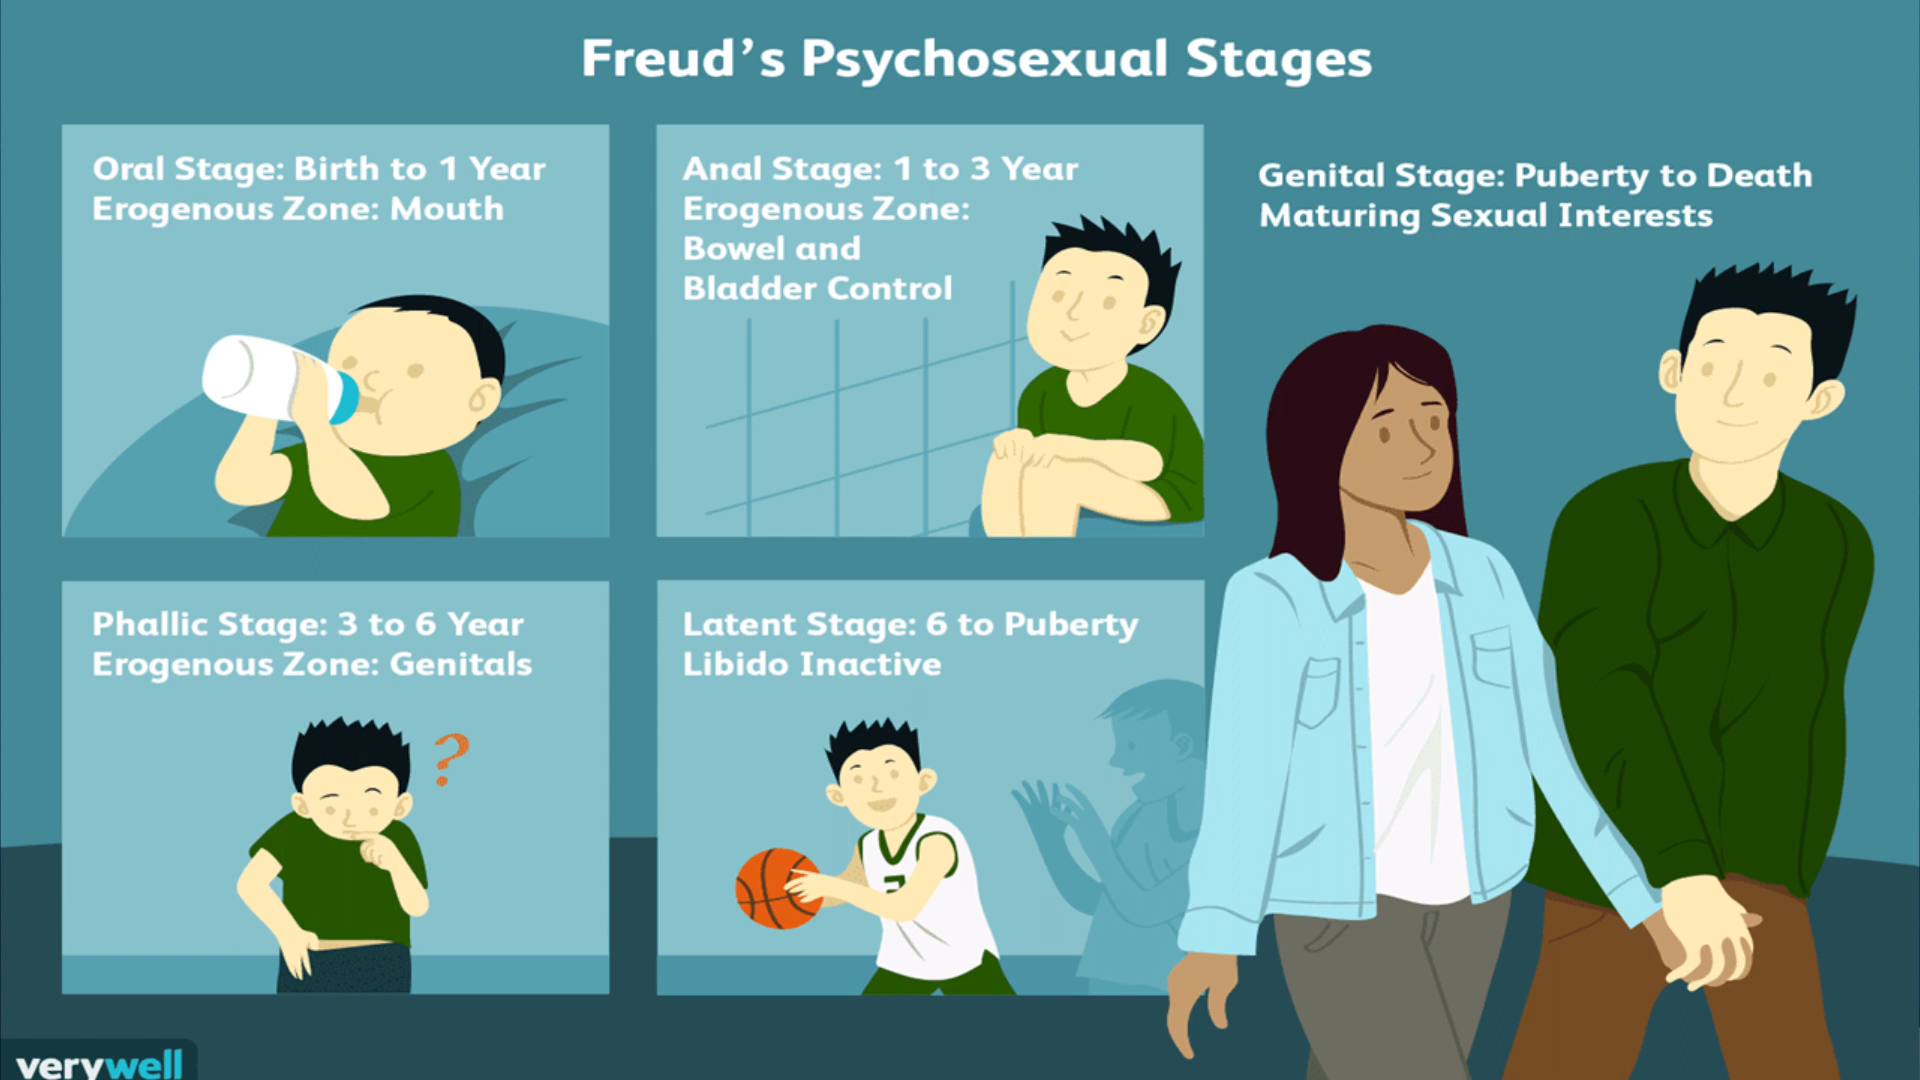 Freud’s Psychosexual Stages
Oral Stage: Birth to 1 Year
Erogenous Zone: Mouth
Anal Stage: 1 to 3 Year
Erogenous Zone:
Bowel and
Bladder Control
Genital Stage: Puberty to Death
Maturing Sexual Interests
Phallic Stage: 3 to 6 Year
Erogenous Zone: Genitals
?
Latent Stage: 6 to Puberty
Libido Inactive
verywell